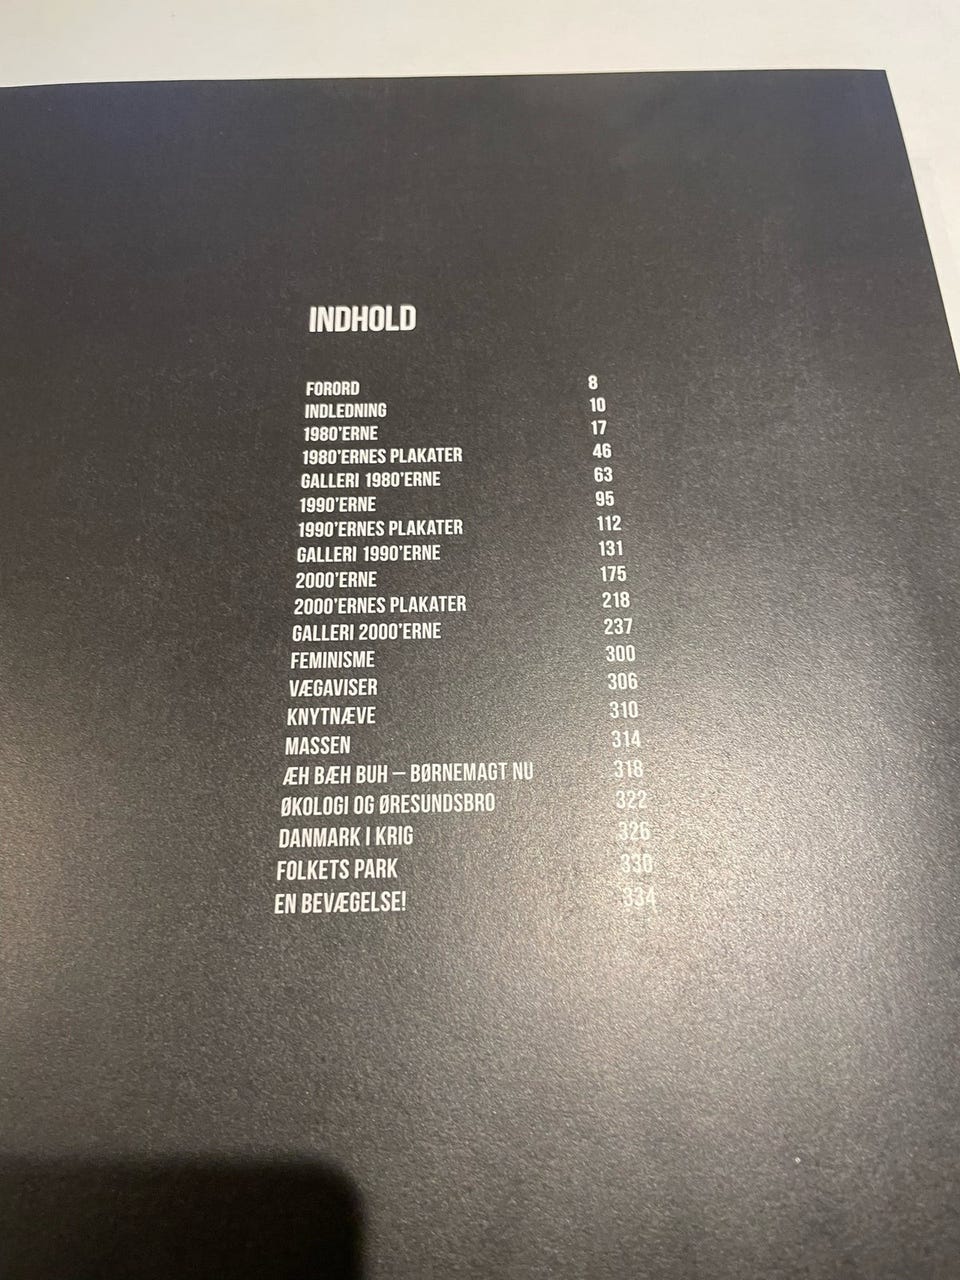 INDHOLD
FORORD 8
INDLEDNING 10
1980'ERNE 17
1980'ERNES PLAKATER 46
GALLERI 1980'ERNE 63
1990'ERNE 95
1990'ERNES PLAKATER 112
GALLERI 1990'ERNE 131
2000'ERNE 175
2000'ERNES PLAKATER 218
GALLERI 2000'ERNE 237
FEMINISME 300
VÆGAVISER 306
KNYTNÆVE 310
MASSEN 314
ÆH BÆH BUH – BØRNEMAGT NU 318
ØKOLOGI OG ØRESUNDSBRO 322
DANMARK I KRIG 326
FOLKETS PARK 330
EN BEVÆGELSE! 334